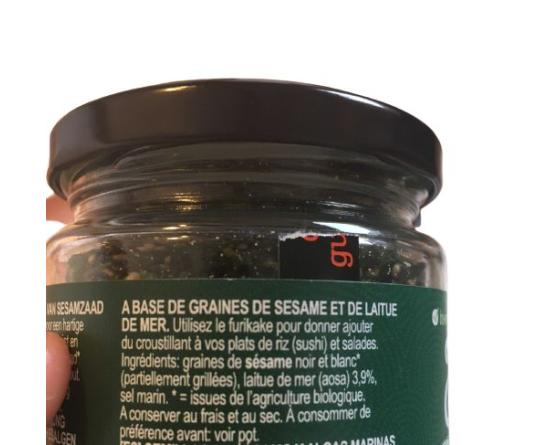 gu
VAN SESAMZAAD
A BASE DE GRAINES DE SESAME ET DE LAITUE
DE MER. Utilisez le furikake pour donner ajouter
du croustillant à vos plats de riz (sushi) et salades.
Ingrédients: graines de sésame noir et blanc*
(partiellement grillées), laitue de mer (aosa) 3,9%,
sel marin. * = issues de l'agriculture biologique.
A conserver au frais et au sec. A consommer de
préférence avant: voir pot.